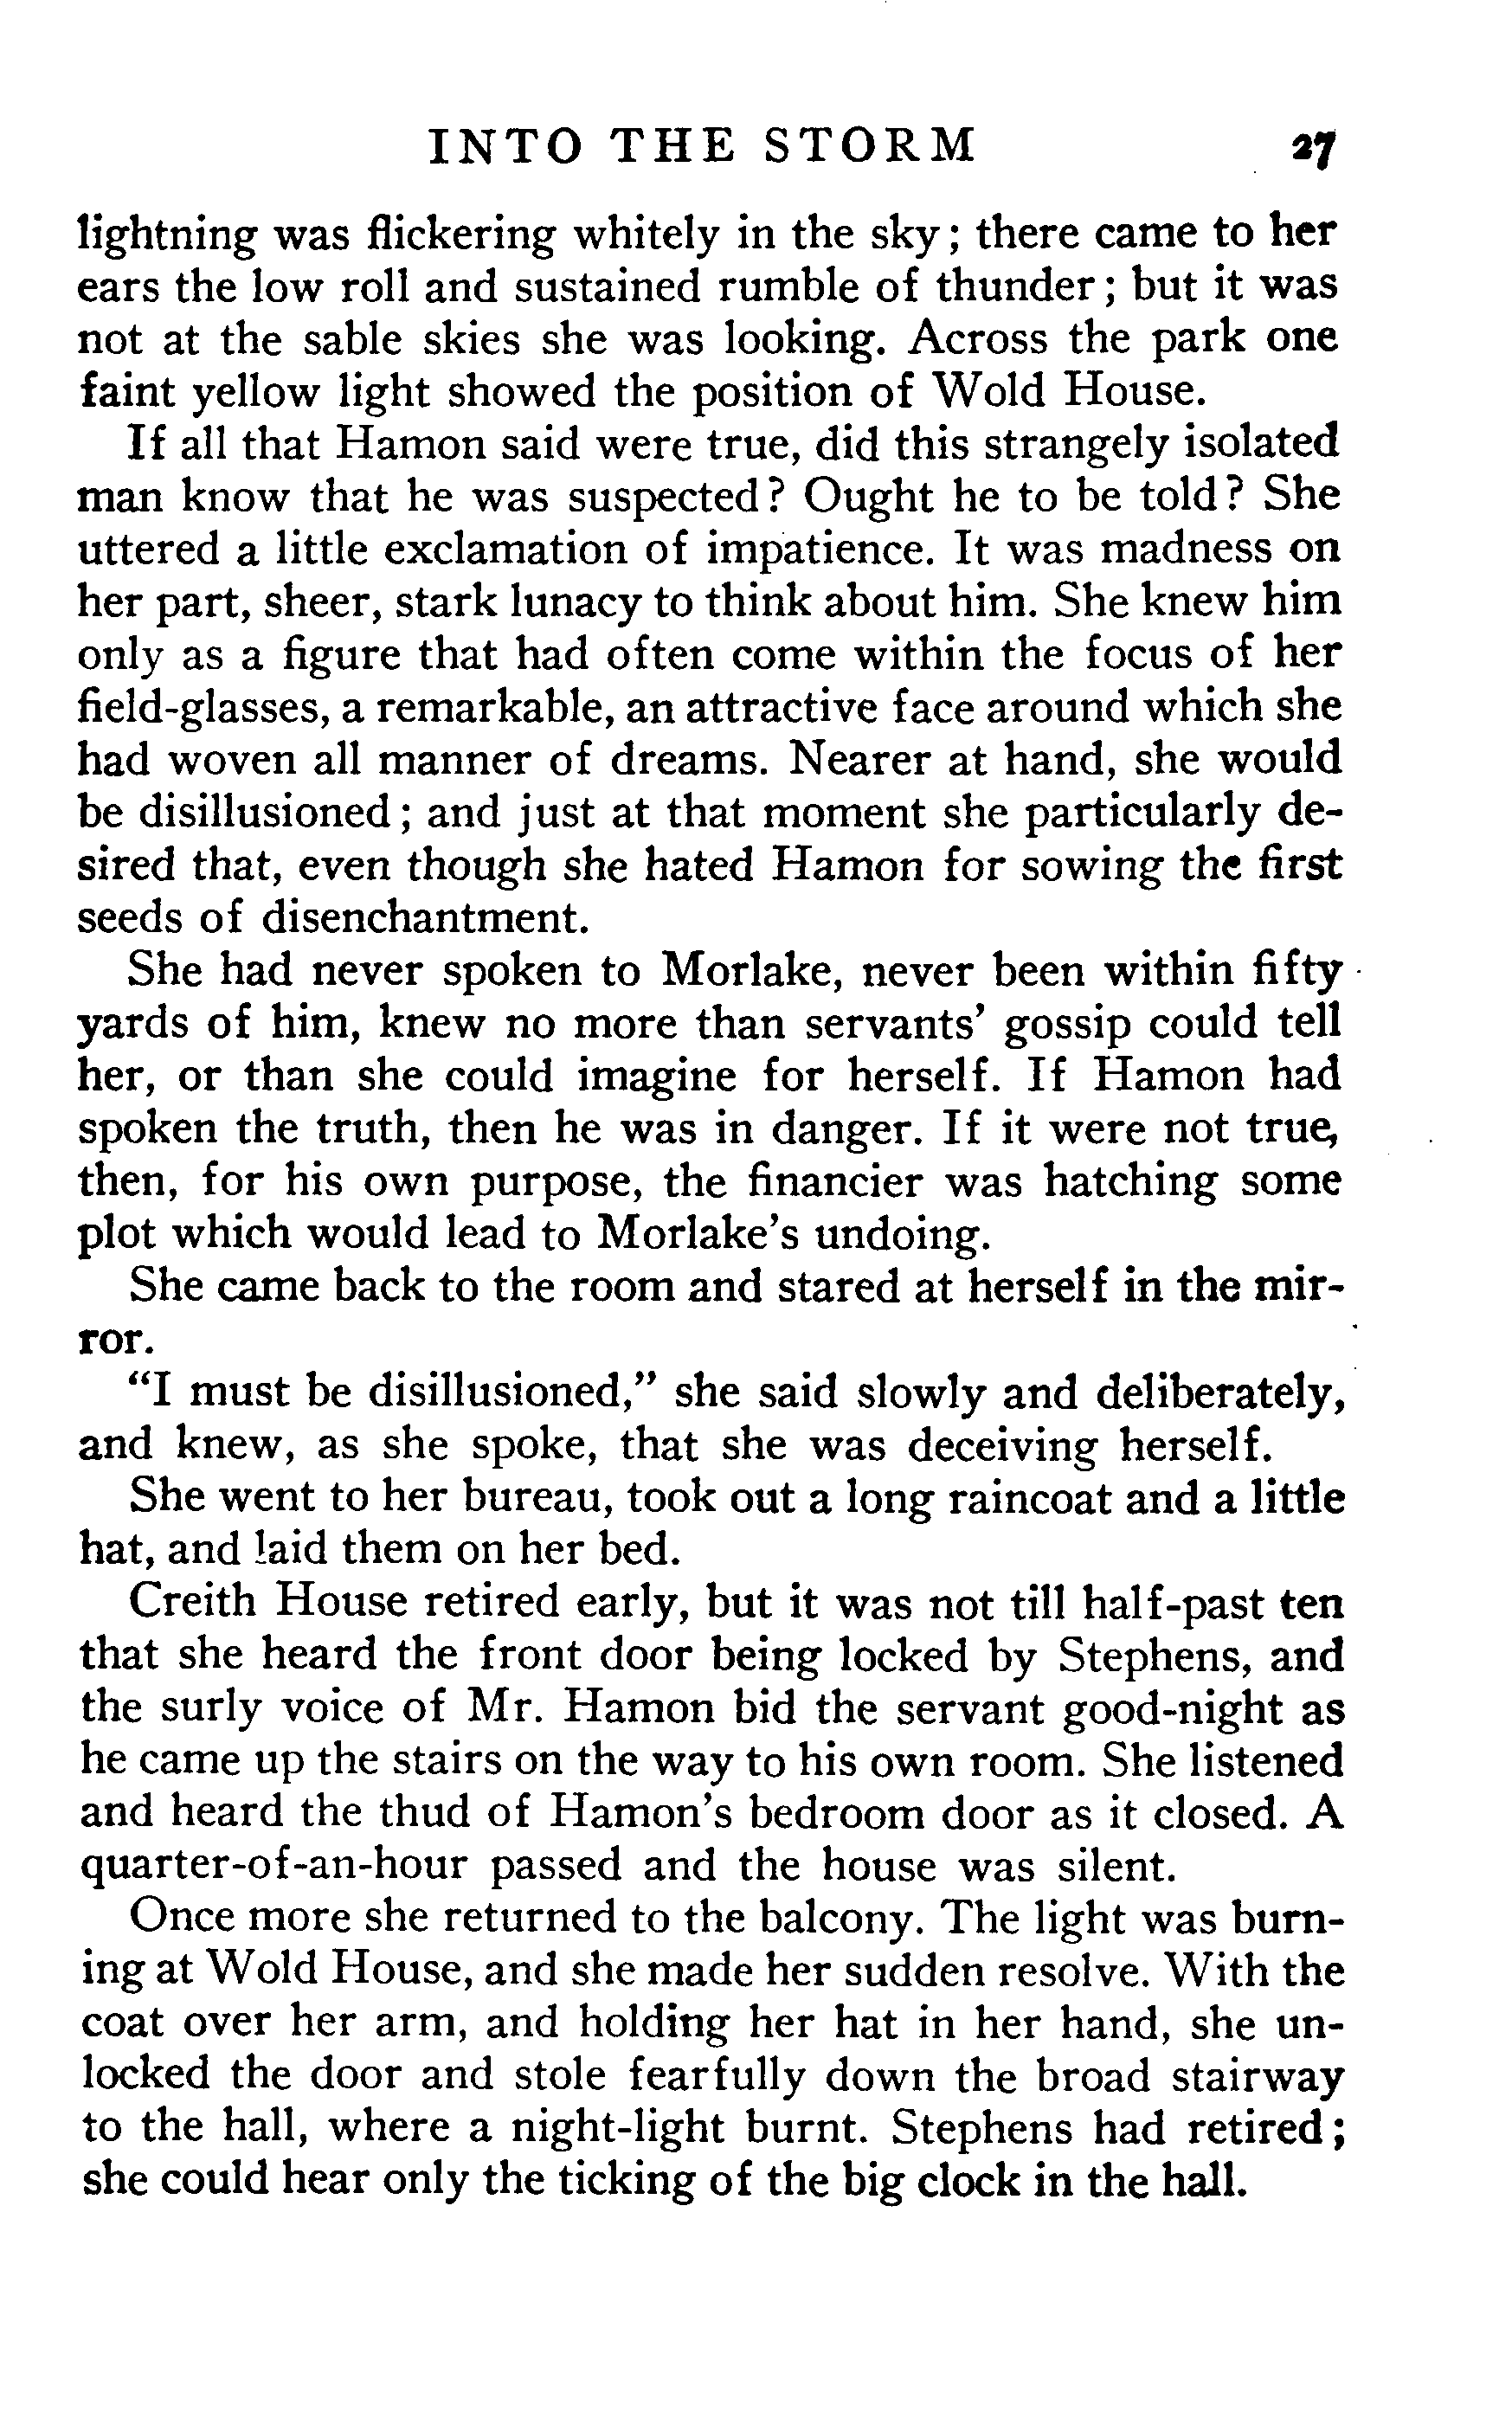 INTO THE STORM 27
lightning was flickering whitely in the sky; there came to her
ears the low roll and sustained rumble of thunder; but it was
not at the sable skies she was looking. Across the park one
faint yellow light showed the position of Wold House.
If all that Hamon said were true, did this strangely isolated
man know that he was suspected? Ought he to be told? She
uttered a little exclamation of impatience. It was madness on
her part, sheer, stark lunacy to think about him. She knew him
only as a figure that had often come within the focus of her
field-glasses, a remarkable, an attractive face around which she
had woven all manner of dreams. Nearer at hand, she would
be disillusioned; and just at that moment she particularly de-
sired that, even though she hated Hamon for sowing the first
seeds of disenchantment.
She had never spoken to Morlake, never been within fifty
yards of him, knew no more than servants' gossip could tell
her, or than she could imagine for herself. If Hamon had
spoken the truth, then he was in danger. If it were not true,
then, for his own purpose, the financier was hatching some
plot which would lead to Morlake's undoing.
She came back to the room and stared at herself in the mir-
ror.
"I must be disillusioned," she said slowly and deliberately,
and knew, as she spoke, that she was deceiving herself.
She went to her bureau, took out a long raincoat and a little
hat, and laid them on her bed.
Creith House retired early, but it was not till half-past ten
that she heard the front door being locked by Stephens, and
the surly voice of Mr. Hamon bid the servant good-night as
he came up the stairs on the way to his own room. She listened
and heard the thud of Hamon's bedroom door as it closed. A
quarter-of-an-hour passed and the house was silent.
Once more she returned to the balcony. The light was burn-
ing at Wold House, and she made her sudden resolve. With the
coat over her arm, and holding her hat in her hand, she un-
locked the door and stole fearfully down the broad stairway
to the hall, where a night-light burnt. Stephens had retired;
she could hear only the ticking of the big clock in the hall.